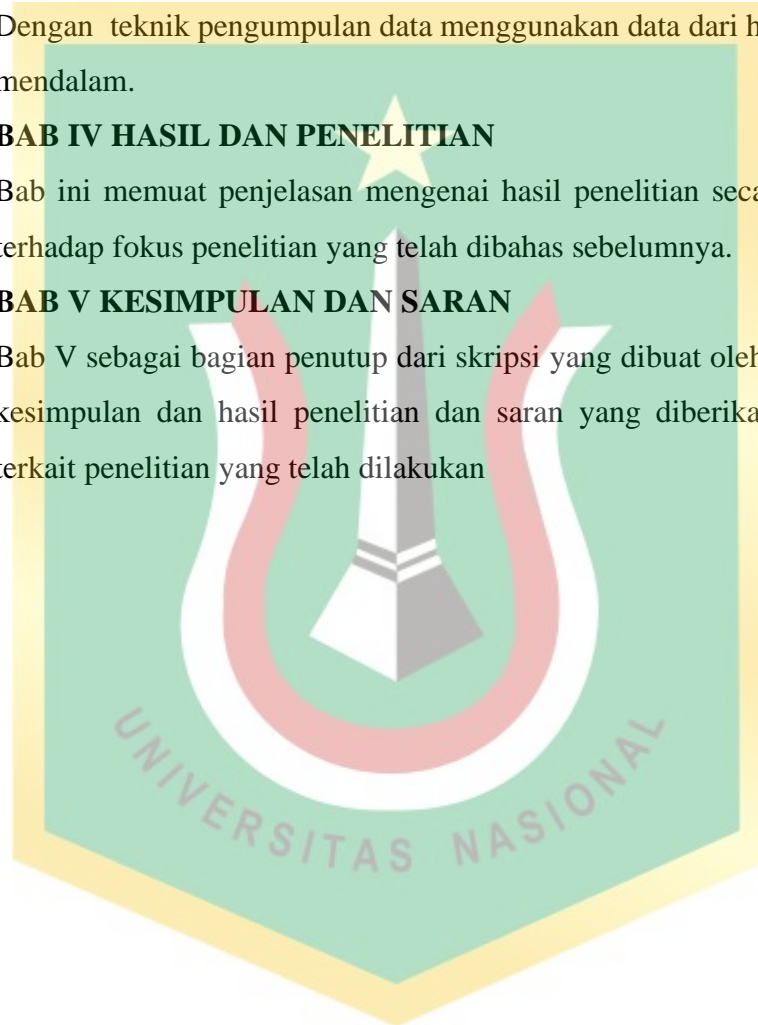 Dengan teknik pengumpulan data menggunakan data dari h
mendalam.
BAB IV HASIL DAN PENELITIAN
Bab ini memuat penjelasan mengenai hasil penelitian seca
terhadap fokus penelitian yang telah dibahas sebelumnya.
BAB V KESIMPULAN DAN SARAN
Bab V sebagai bagian penutup dari skripsi yang dibuat oleh
kesimpulan dan hasil penelitian dan saran yang diberika
terkait penelitian yang telah dilakukan
UNIVERSITAS NASIONAL